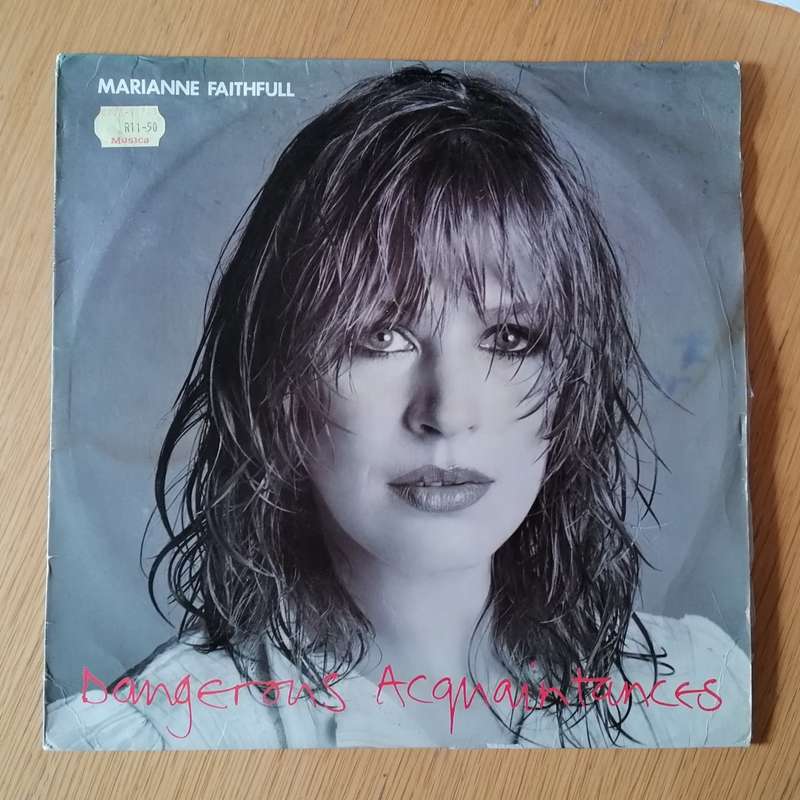 MARIANNE FAITHFULL
R11-50
Musica
Dangerous Acquaintances